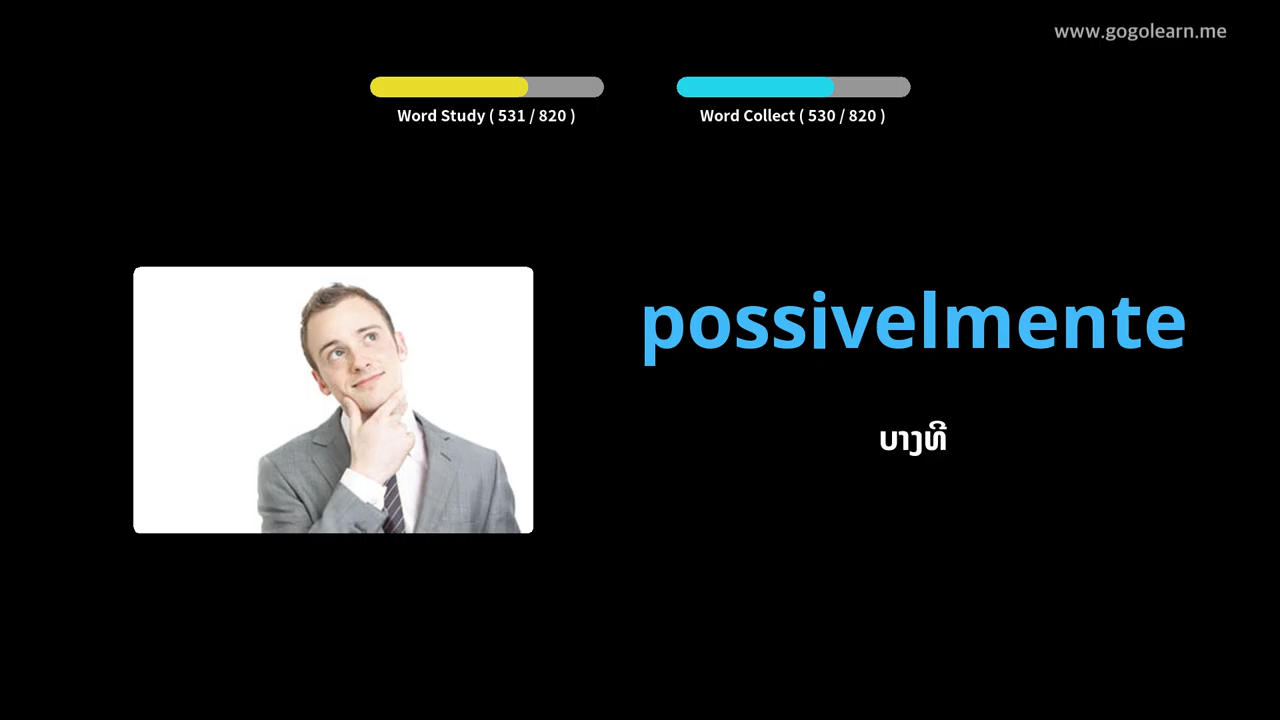 www.gogolearn.me
Word Study ( 531 / 820 )
Word Collect ( 530 / 820 )
possivelmente
ບາງທີ